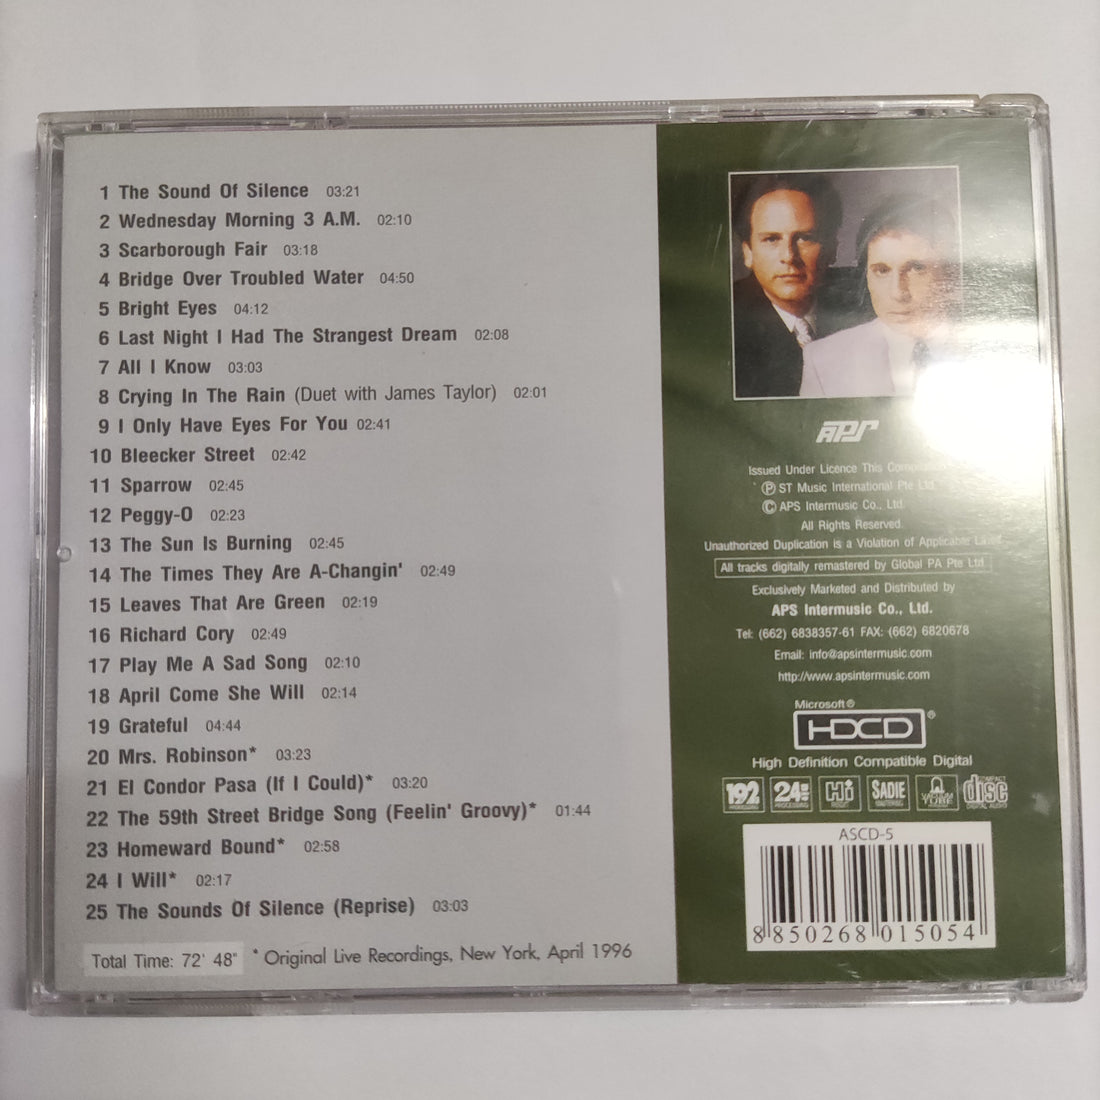 1 The Sound Of Silence 03:21
2 Wednesday Morning 3 A.M. 02:10
3 Scarborough Fair 03:18
4 Bridge Over Troubled Water 04:50
5 Bright Eyes 04:12
6 Last Night I Had The Strangest Dream 02:08
7 All I Know 03:03
8 Crying In The Rain (Duet with James Taylor) 02:01
9 I Only Have Eyes For You 02:41
10 Bleecker Street 02:42
11 Sparrow 02:45
12 Peggy-O 02:23
13 The Sun Is Burning 02:45
14 The Times They Are A-Changin' 02:49
15 Leaves That Are Green 02:19
16 Richard Cory 02:49
17 Play Me A Sad Song 02:10
18 April Come She Will 02:14
19 Grateful 04:44
20 Mrs. Robinson* 03:23
21 El Condor Pasa (If I Could)* 03:20
22 The 59th Street Bridge Song (Feelin' Groovy)* 01:44
23 Homeward Bound* 02:58
24 I Will* 02:17
25 The Sounds Of Silence (Reprise) 03:03
Total Time: 72' 48" * Original Live Recordings, New York, April 1996
APS
Issued Under Licence This
Ⓟ ST Music International Pte Ltd.
© APS Intermusic Co., Ltd.
All Rights Reserved.
Unauthorized Duplication is a Violation of Applicable Laws.
All tracks digitally remastered by Global PA Pte Ltd.
Exclusively Marketed and Distributed by
APS Intermusic Co., Ltd.
Tel: (662) 6838357-61 FAX: (662) 6820678
Email: info@apsintermusic.com
http://www.apsintermusic.com
Microsoft®
HDCD®
High Definition Compatible Digital
192 24 Hi SADiE VACUUM TUBE COMPACT disc
PROCESSING PROCESSING MASTERING DIGITAL AUDIO
ASCD-5
8 850268 015054